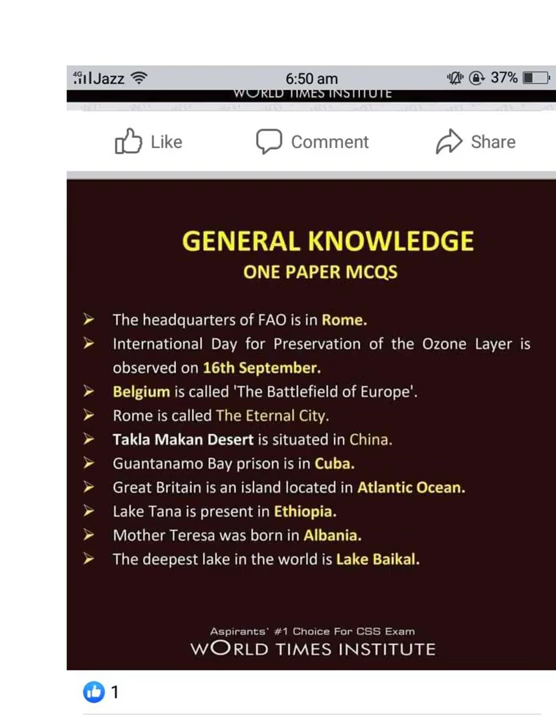 4G Jazz 6:50 am 37%
WORLD TIMES INSTITUTE
Like Comment Share
GENERAL KNOWLEDGE
ONE PAPER MCQS
➢ The headquarters of FAO is in Rome.
➢ International Day for Preservation of the Ozone Layer is
observed on 16th September.
➢ Belgium is called 'The Battlefield of Europe'.
➢ Rome is called The Eternal City.
➢ Takla Makan Desert is situated in China.
➢ Guantanamo Bay prison is in Cuba.
➢ Great Britain is an island located in Atlantic Ocean.
➢ Lake Tana is present in Ethiopia.
➢ Mother Teresa was born in Albania.
➢ The deepest lake in the world is Lake Baikal.
Aspirants' #1 Choice For CSS Exam
WORLD TIMES INSTITUTE
1